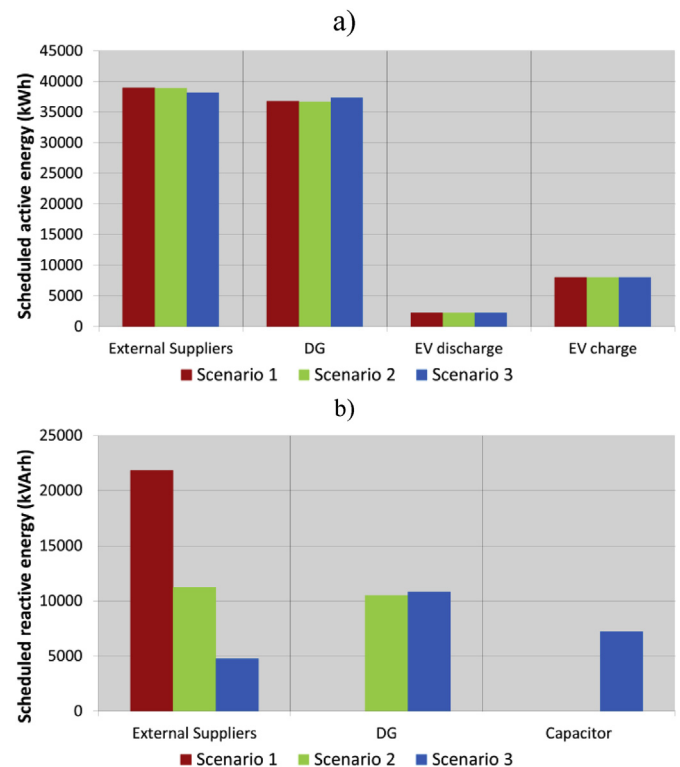 a)
Scheduled active energy (kWh)
45000
40000
35000
30000
25000
20000
15000
10000
5000
0
External Suppliers DG EV discharge EV charge
Scenario 1 Scenario 2 Scenario 3
b)
Scheduled reactive energy (kVArh)
25000
20000
15000
10000
5000
0
External Suppliers DG Capacitor
Scenario 1 Scenario 2 Scenario 3